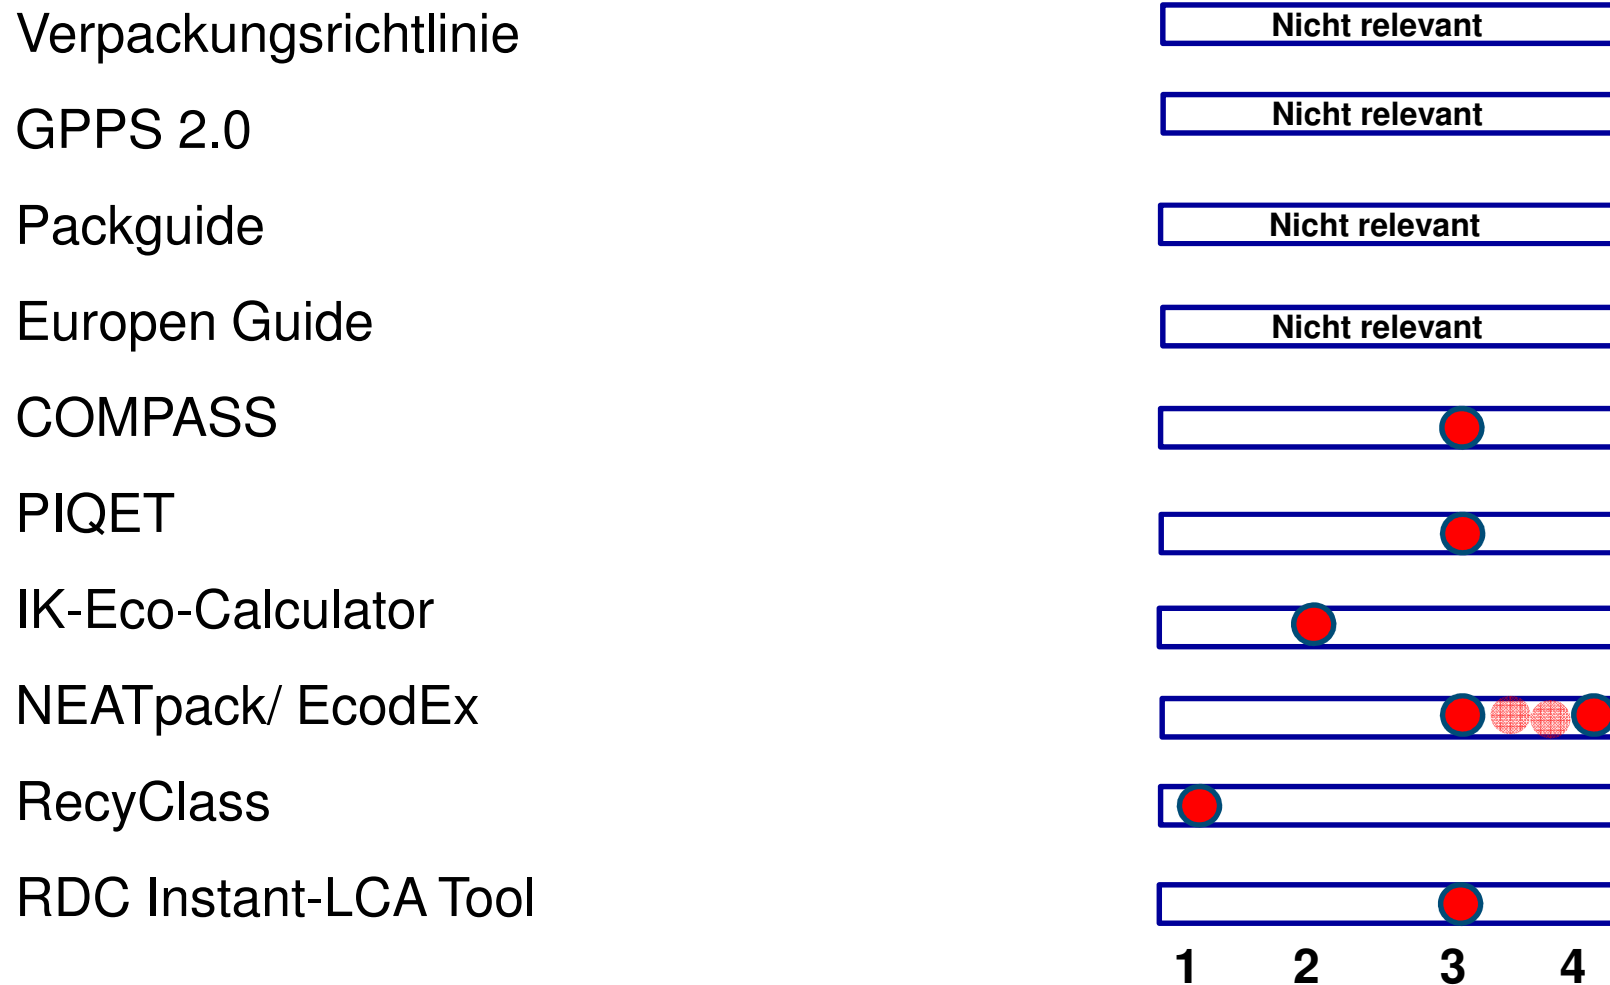 Verpackungsrichtlinie Nicht relevant
GPPS 2.0 Nicht relevant
Packguide Nicht relevant
Europen Guide Nicht relevant
COMPASS
PIQET
IK-Eco-Calculator
NEATpack/ EcodEx
RecyClass
RDC Instant-LCA Tool
1 2 3 4